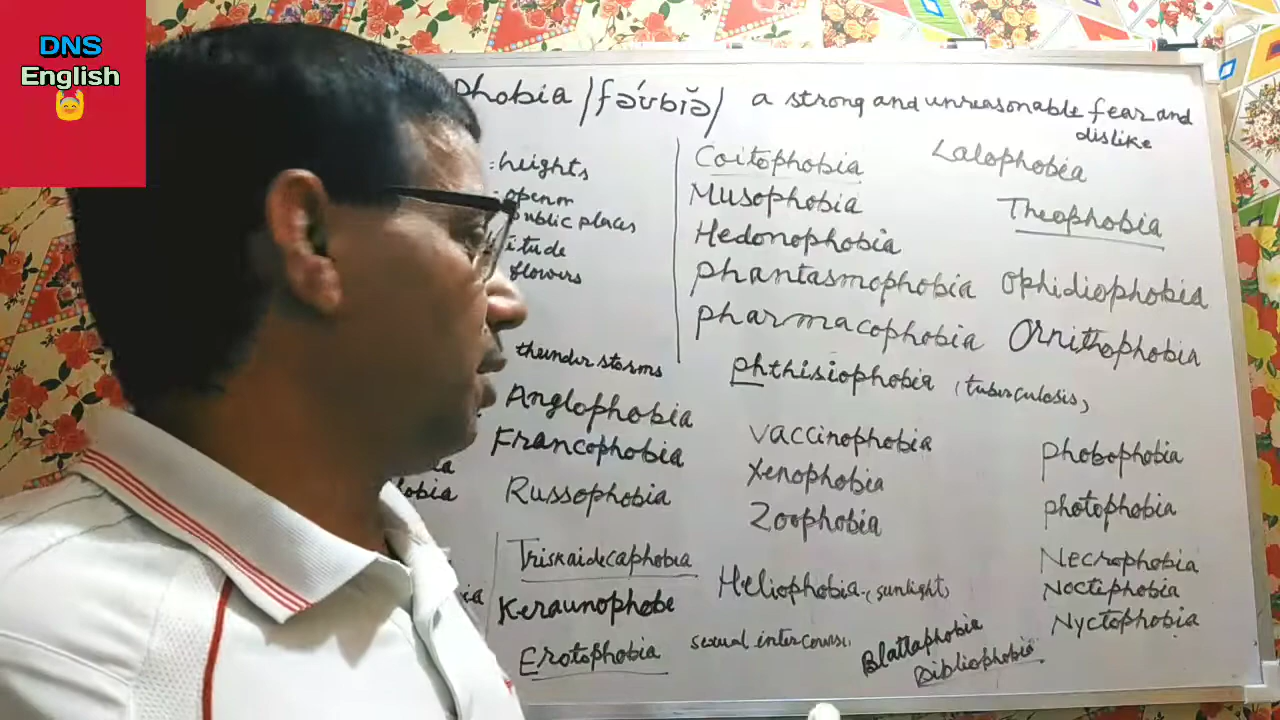 DNS
English
phobia /fə́ʊbɪ̆ə/ a strong and unreasonable fear and
dislike
:heights
public places
flowers
thunder storms
Anglophobia
Francophobia
Russophobia
Triskaidecaphobia
Keraunophobe
Erotophobia
Coitophobia
Musophobia
Hedonophobia
phantasmophobia
pharmacophobia
phthisiophobia (tuberculosis,
vaccinophobia
Xenophobia
Zoophobia
Heliophobia-(sunlight)
sexual intercourse
Blattaphobia
Bibliophobia
Lalophobia
Theophobia
Ophidiophobia
Ornithophobia
phobophobia
photophobia
Necrophobia
Noctiphobia
Nyctophobia